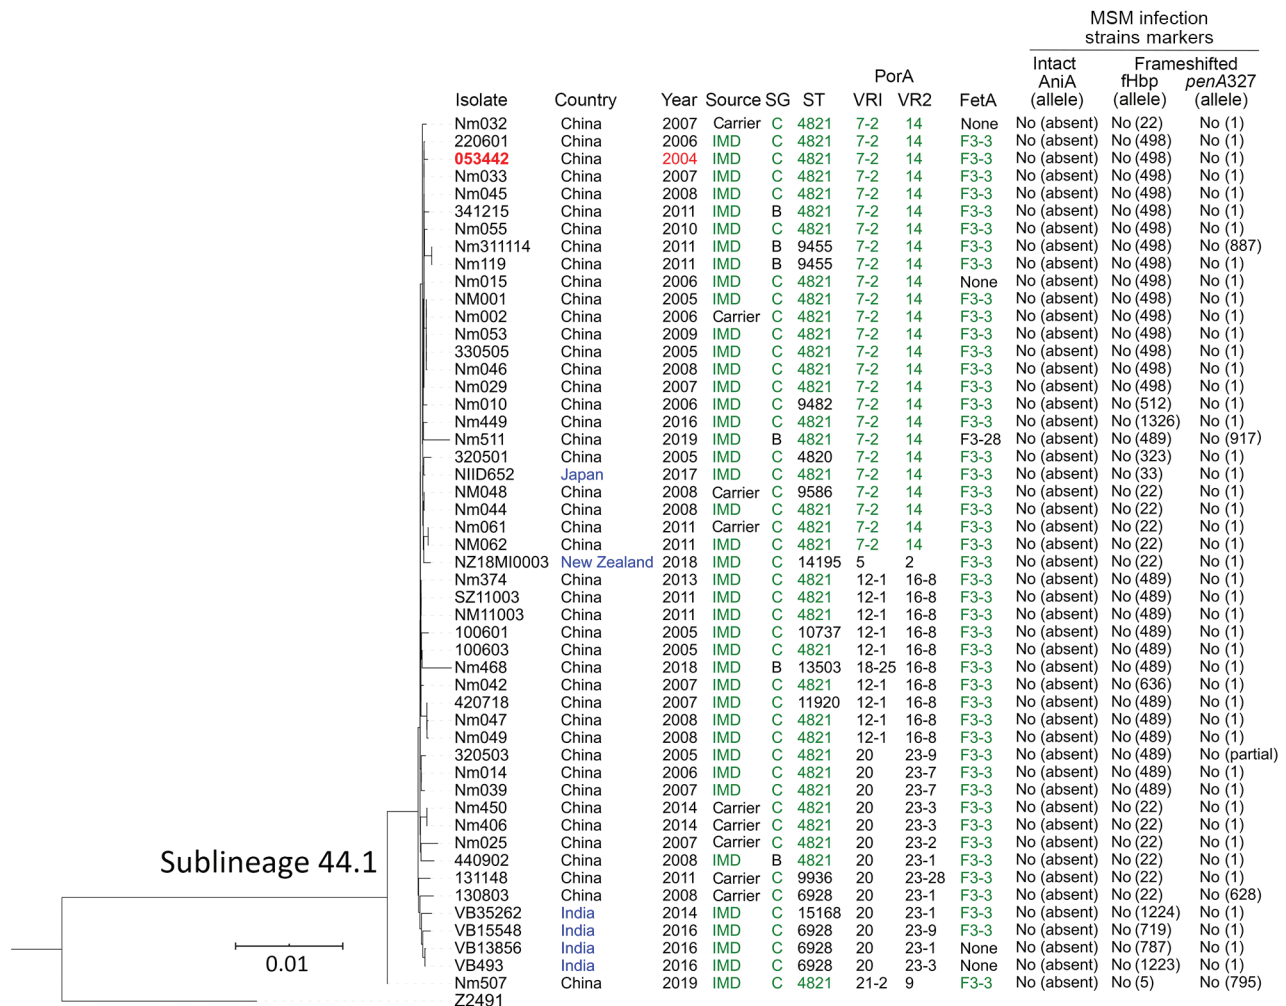 MSM infection
strains markers
Intact Frameshifted
PorA AniA fHbp penA327
Isolate Country Year Source SG ST VRI VR2 FetA (allele) (allele) (allele)
Nm032 China 2007 Carrier C 4821 7-2 14 None No (absent) No (22) No (1)
220601 China 2006 IMD C 4821 7-2 14 F3-3 No (absent) No (498) No (1)
053442 China 2004 IMD C 4821 7-2 14 F3-3 No (absent) No (498) No (1)
Nm033 China 2007 IMD C 4821 7-2 14 F3-3 No (absent) No (498) No (1)
Nm045 China 2008 IMD C 4821 7-2 14 F3-3 No (absent) No (498) No (1)
341215 China 2011 IMD B 4821 7-2 14 F3-3 No (absent) No (498) No (1)
Nm055 China 2010 IMD C 4821 7-2 14 F3-3 No (absent) No (498) No (1)
Nm311114 China 2011 IMD B 9455 7-2 14 F3-3 No (absent) No (498) No (887)
Nm119 China 2011 IMD B 9455 7-2 14 F3-3 No (absent) No (498) No (1)
Nm015 China 2006 IMD C 4821 7-2 14 None No (absent) No (498) No (1)
NM001 China 2005 IMD C 4821 7-2 14 F3-3 No (absent) No (498) No (1)
Nm002 China 2006 Carrier C 4821 7-2 14 F3-3 No (absent) No (498) No (1)
Nm053 China 2009 IMD C 4821 7-2 14 F3-3 No (absent) No (498) No (1)
330505 China 2005 IMD C 4821 7-2 14 F3-3 No (absent) No (498) No (1)
Nm046 China 2008 IMD C 4821 7-2 14 F3-3 No (absent) No (498) No (1)
Nm029 China 2007 IMD C 4821 7-2 14 F3-3 No (absent) No (498) No (1)
Nm010 China 2006 IMD C 9482 7-2 14 F3-3 No (absent) No (512) No (1)
Nm449 China 2016 IMD C 4821 7-2 14 F3-3 No (absent) No (1326) No (1)
Nm511 China 2019 IMD B 4821 7-2 14 F3-28 No (absent) No (489) No (917)
320501 China 2005 IMD C 4820 7-2 14 F3-3 No (absent) No (323) No (1)
NIID652 Japan 2017 IMD C 4821 7-2 14 F3-3 No (absent) No (33) No (1)
NM048 China 2008 Carrier C 9586 7-2 14 F3-3 No (absent) No (22) No (1)
Nm044 China 2008 IMD C 4821 7-2 14 F3-3 No (absent) No (22) No (1)
Nm061 China 2011 Carrier C 4821 7-2 14 F3-3 No (absent) No (22) No (1)
NM062 China 2011 IMD C 4821 7-2 14 F3-3 No (absent) No (22) No (1)
NZ18MI0003 New Zealand 2018 IMD C 14195 5 2 F3-3 No (absent) No (22) No (1)
Nm374 China 2013 IMD C 4821 12-1 16-8 F3-3 No (absent) No (489) No (1)
SZ11003 China 2011 IMD C 4821 12-1 16-8 F3-3 No (absent) No (489) No (1)
NM11003 China 2011 IMD C 4821 12-1 16-8 F3-3 No (absent) No (489) No (1)
100601 China 2005 IMD C 10737 12-1 16-8 F3-3 No (absent) No (489) No (1)
100603 China 2005 IMD C 4821 12-1 16-8 F3-3 No (absent) No (489) No (1)
Nm468 China 2018 IMD B 13503 18-25 16-8 F3-3 No (absent) No (489) No (1)
Nm042 China 2007 IMD C 4821 12-1 16-8 F3-3 No (absent) No (636) No (1)
420718 China 2007 IMD C 11920 12-1 16-8 F3-3 No (absent) No (489) No (1)
Nm047 China 2008 IMD C 4821 12-1 16-8 F3-3 No (absent) No (489) No (1)
Nm049 China 2008 IMD C 4821 12-1 16-8 F3-3 No (absent) No (489) No (1)
320503 China 2005 IMD C 4821 20 23-9 F3-3 No (absent) No (489) No (partial)
Nm014 China 2006 IMD C 4821 20 23-7 F3-3 No (absent) No (489) No (1)
Nm039 China 2007 IMD C 4821 20 23-7 F3-3 No (absent) No (489) No (1)
Nm450 China 2014 Carrier C 4821 20 23-3 F3-3 No (absent) No (22) No (1)
Nm406 China 2014 Carrier C 4821 20 23-3 F3-3 No (absent) No (22) No (1)
Nm025 China 2007 Carrier C 4821 20 23-2 F3-3 No (absent) No (22) No (1)
440902 China 2008 IMD B 4821 20 23-1 F3-3 No (absent) No (22) No (1)
Sublineage 44.1
131148 China 2011 Carrier C 9936 20 23-28 F3-3 No (absent) No (22) No (1)
130803 China 2008 Carrier C 6928 20 23-1 F3-3 No (absent) No (22) No (628)
VB35262 India 2014 IMD C 15168 20 23-1 F3-3 No (absent) No (1224) No (1)
VB15548 India 2016 IMD C 6928 20 23-9 F3-3 No (absent) No (719) No (1)
VB13856 India 2016 IMD C 6928 20 23-1 None No (absent) No (787) No (1)
VB493 India 2016 IMD C 6928 20 23-3 None No (absent) No (1223) No (1)
0.01
Nm507 China 2019 IMD C 4821 21-2 9 F3-3 No (absent) No (5) No (795)
Z2491